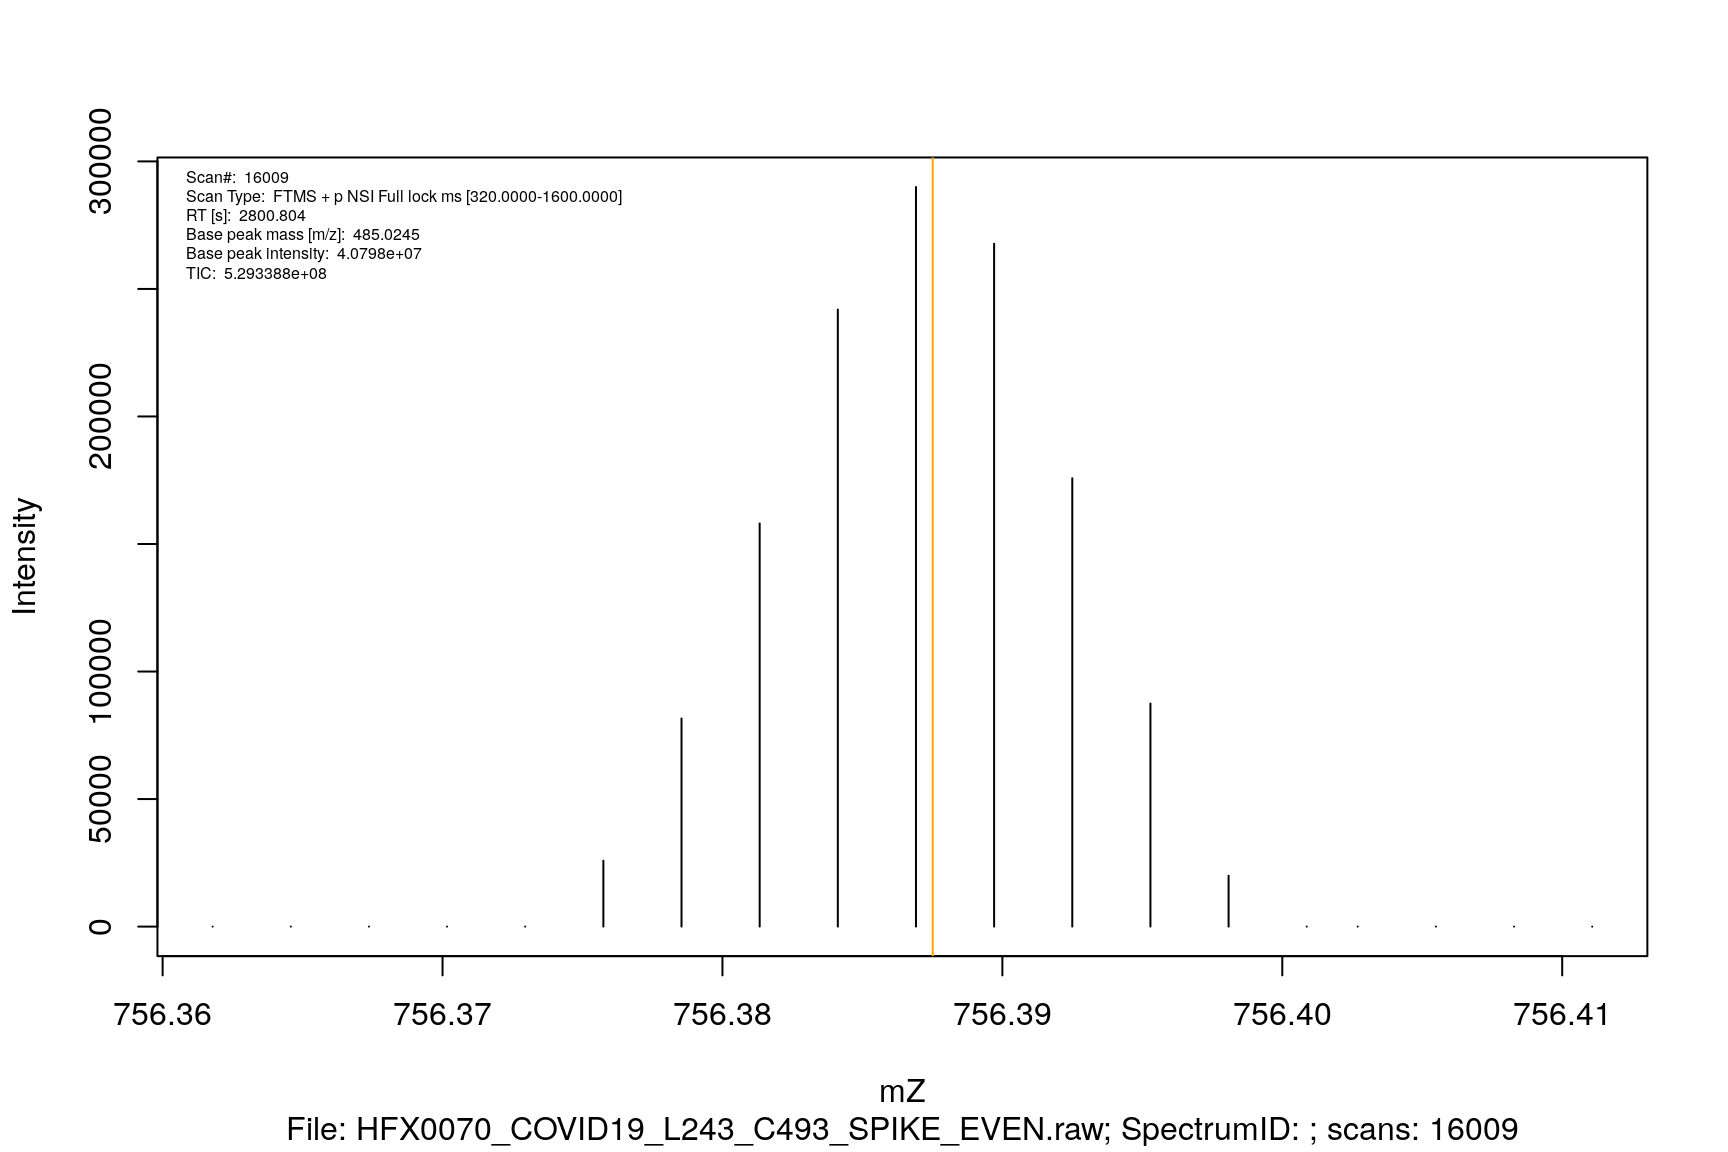 300000
200000
100000
50000
0
Intensity
Scan#: 16009
Scan Type: FTMS + p NSI Full lock ms [320.0000-1600.0000]
RT [s]: 2800.804
Base peak mass [m/z]: 485.0245
Base peak intensity: 4.0798e+07
TIC: 5.293388e+08
756.36 756.37 756.38 756.39 756.40 756.41
mZ
File: HFX0070_COVID19_L243_C493_SPIKE_EVEN.raw; SpectrumID: ; scans: 16009